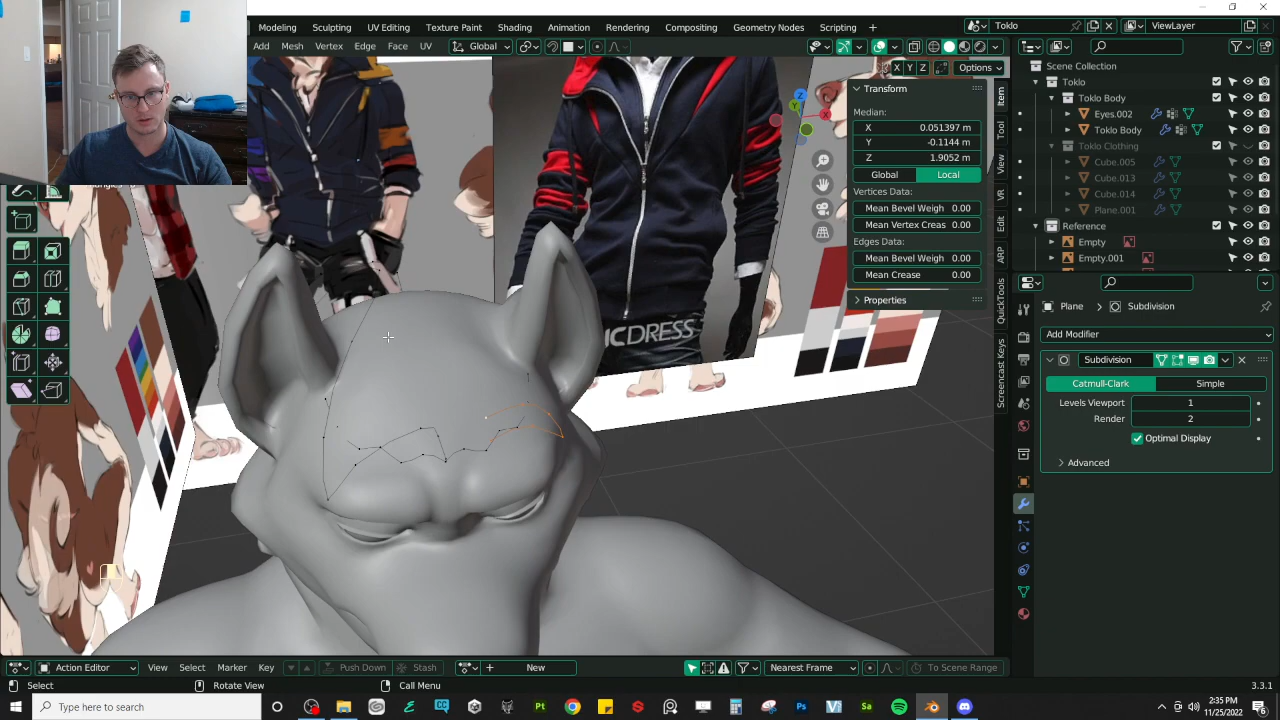 Modeling Sculpting UV Editing Texture Paint Shading Animation Rendering Compositing Geometry Nodes Scripting +
Toklo
ViewLayer
Add Mesh Vertex Edge Face UV
Global
X Y Z
Options
Transform
Median:
X 0.051397 m
Y -0.1144 m
Z 1.9052 m
Global Local
Vertices Data:
Mean Bevel Weigh 0.00
Mean Vertex Creas 0.00
Edges Data:
Mean Bevel Weigh 0.00
Mean Crease 0.00
Properties
Item
Tool
View
VR
Edit
ARP
QuickTools
Screencast Keys
Z
Y
X
DRESS
Scene Collection
Toklo
Toklo Body
Eyes.002
Toklo Body
Toklo Clothing
Cube.005
Cube.013
Cube.014
Plane.001
Reference
Empty
Empty.001
Plane > Subdivision
Add Modifier
Subdivision
Catmull-Clark Simple
Levels Viewport 1
Render 2
Optimal Display
Advanced
Action Editor View Select Marker Key Push Down Stash New Nearest Frame To Scene Range
Select Rotate View Call Menu 3.3.1
Type here to search
2:35 PM
11/25/2022